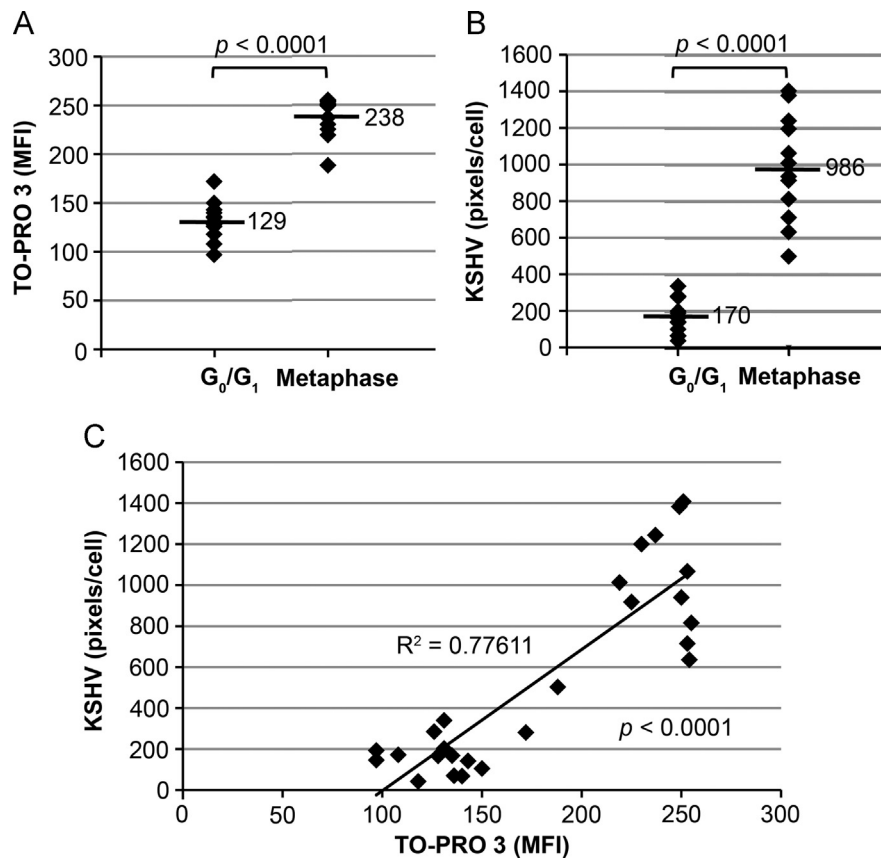 A
p < 0.0001
300
250
200
150
100
50
0
TO-PRO 3 (MFI)
238
129
G₀/G₁ Metaphase
B
p < 0.0001
1600
1400
1200
1000
800
600
400
200
0
KSHV (pixels/cell)
986
170
G₀/G₁ Metaphase
C
1600
1400
1200
1000
800
600
400
200
0
KSHV (pixels/cell)
R² = 0.77611
p < 0.0001
0 50 100 150 200 250 300
TO-PRO 3 (MFI)